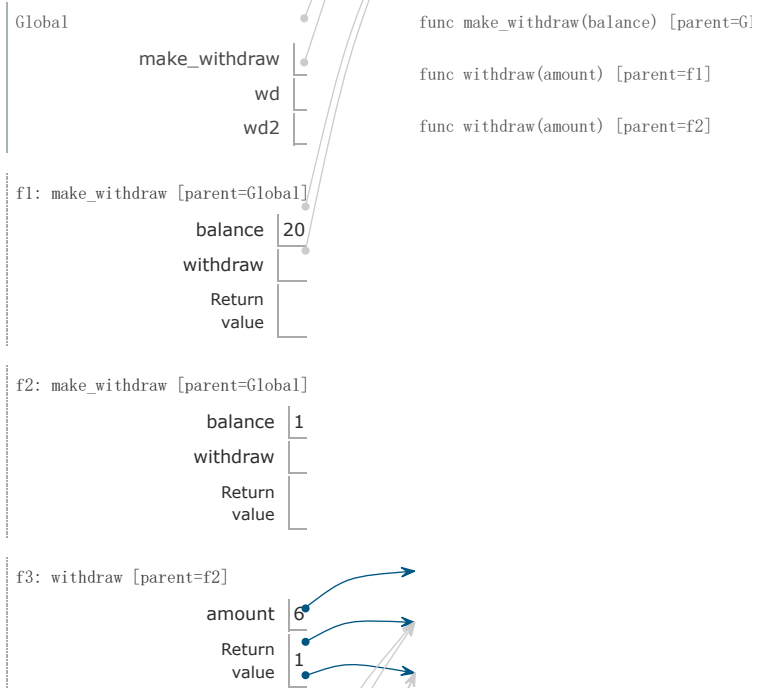 Global
make_withdraw
wd
wd2
func make_withdraw(balance) [parent=Gl
func withdraw(amount) [parent=f1]
func withdraw(amount) [parent=f2]
f1: make_withdraw [parent=Global]
balance 20
withdraw
Return
value
f2: make_withdraw [parent=Global]
balance 1
withdraw
Return
value
f3: withdraw [parent=f2]
amount 6
Return
value 1